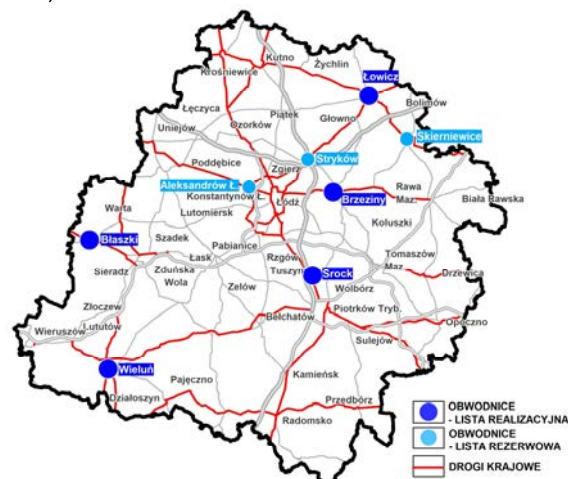 Kutno
Żychlin
Krośniewice
Łowicz
Łęczyca
Piątek
Bolimów
Głowno
Uniejów
Ozorków
Skierniewice
Stryków
Poddębice
Zgierz
Aleksandrów Ł.
Konstantynów Ł.
Łódź
Brzeziny
Rawa
Maz.
Biała Rawska
Warta
Lutomiersk
Koluszki
Błaszki
Szadek
Pabianice
Sieradz
Łask
Rzgów
Tomaszów
Maz.
Zduńska
Wola
Tuszyn
Srock
Drzewica
Złoczew
Zelów
Wolbórz
Wieruszów
Lututów
Bełchatów
Piotrków Tryb.
Opoczno
Sulejów
Wieluń
Pajęczno
Kamieńsk
Działoszyn
Przedbórz
Radomsko
OBWODNICE
- LISTA REALIZACYJNA
OBWODNICE
- LISTA REZERWOWA
DROGI KRAJOWE